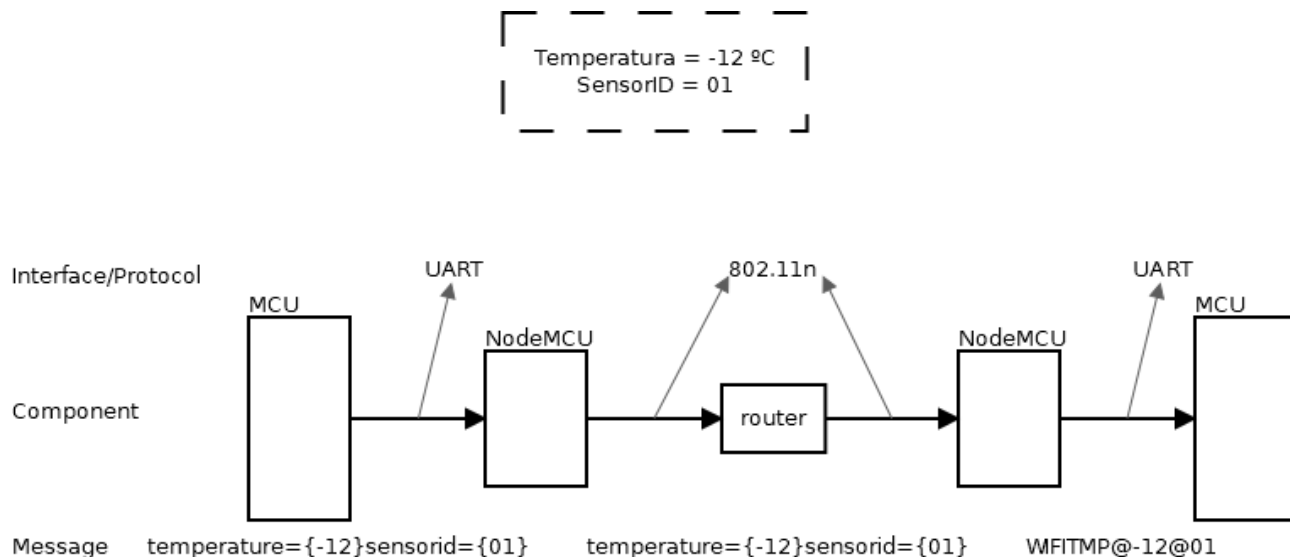 Temperatura = -12 ºC
SensorID = 01
Interface/Protocol
UART
802.11n
UART
MCU
NodeMCU
NodeMCU
MCU
Component
router
Message
temperature={-12}sensorid={01}
temperature={-12}sensorid={01}
WIFITMP@-12@01